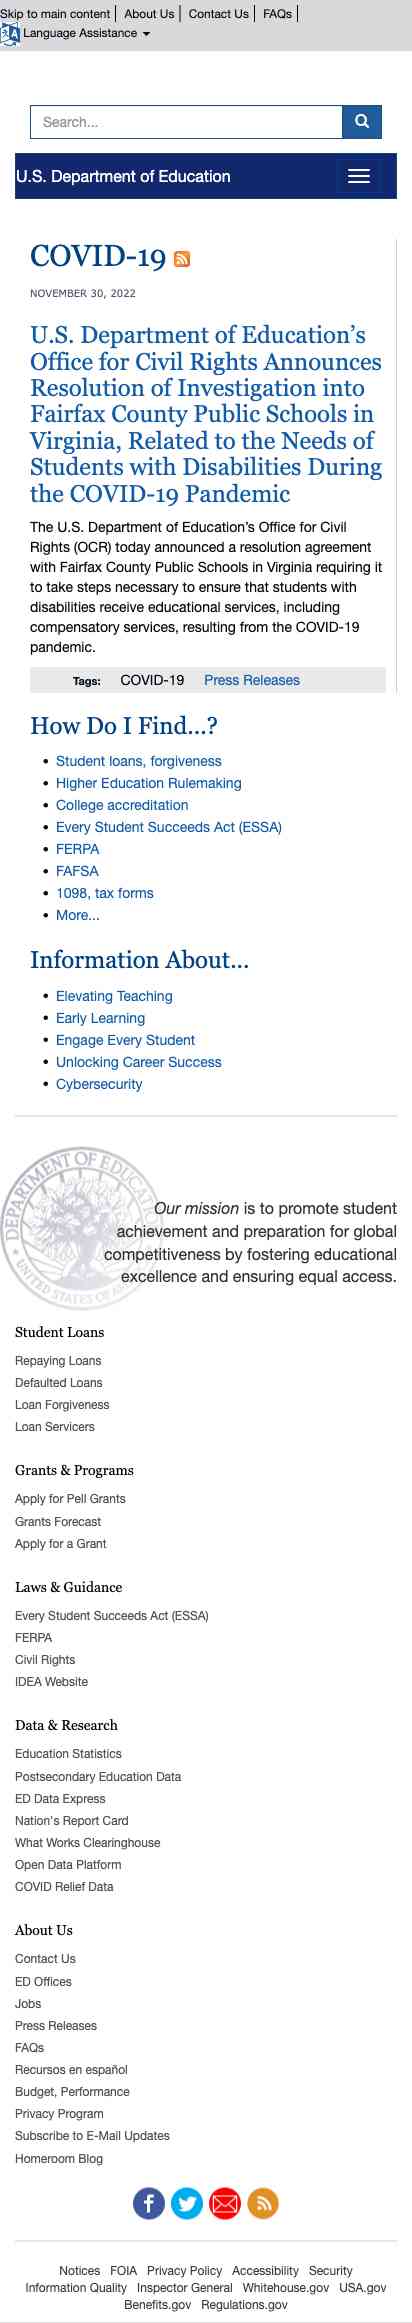 Skip to main content | About Us | Contact Us | FAQs |
Language Assistance
Search...
U.S. Department of Education
COVID-19
NOVEMBER 30, 2022
U.S. Department of Education's
Office for Civil Rights Announces
Resolution of Investigation into
Fairfax County Public Schools in
Virginia, Related to the Needs of
Students with Disabilities During
the COVID-19 Pandemic
The U.S. Department of Education's Office for Civil
Rights (OCR) today announced a resolution agreement
with Fairfax County Public Schools in Virginia requiring it
to take steps necessary to ensure that students with
disabilities receive educational services, including
compensatory services, resulting from the COVID-19
pandemic.
Tags: COVID-19 Press Releases
How Do I Find...?
• Student loans, forgiveness
• Higher Education Rulemaking
• College accreditation
• Every Student Succeeds Act (ESSA)
• FERPA
• FAFSA
• 1098, tax forms
• More...
Information About...
• Elevating Teaching
• Early Learning
• Engage Every Student
• Unlocking Career Success
• Cybersecurity
Our mission is to promote student
achievement and preparation for global
competitiveness by fostering educational
excellence and ensuring equal access.
Student Loans
Repaying Loans
Defaulted Loans
Loan Forgiveness
Loan Servicers
Grants & Programs
Apply for Pell Grants
Grants Forecast
Apply for a Grant
Laws & Guidance
Every Student Succeeds Act (ESSA)
FERPA
Civil Rights
IDEA Website
Data & Research
Education Statistics
Postsecondary Education Data
ED Data Express
Nation's Report Card
What Works Clearinghouse
Open Data Platform
COVID Relief Data
About Us
Contact Us
ED Offices
Jobs
Press Releases
FAQs
Recursos en español
Budget, Performance
Privacy Program
Subscribe to E-Mail Updates
Homeroom Blog
Notices FOIA Privacy Policy Accessibility Security
Information Quality Inspector General Whitehouse.gov USA.gov
Benefits.gov Regulations.gov